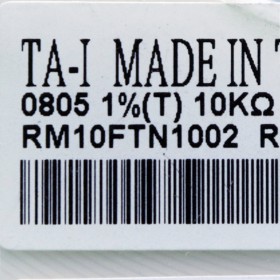 TA-I MADE IN T
0805 1%(T) 10KΩ
RM10FTN1002 R